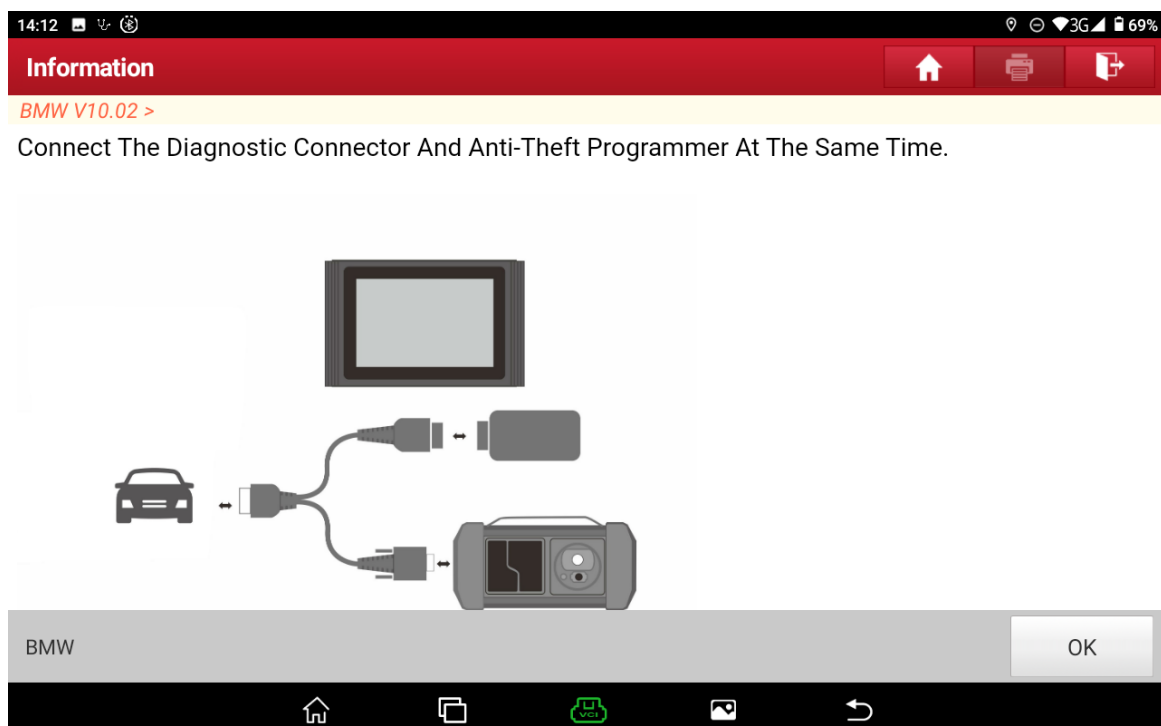 14:12 3G 69%
Information
BMW V10.02 >
Connect The Diagnostic Connector And Anti-Theft Programmer At The Same Time.
BMW OK
VCI